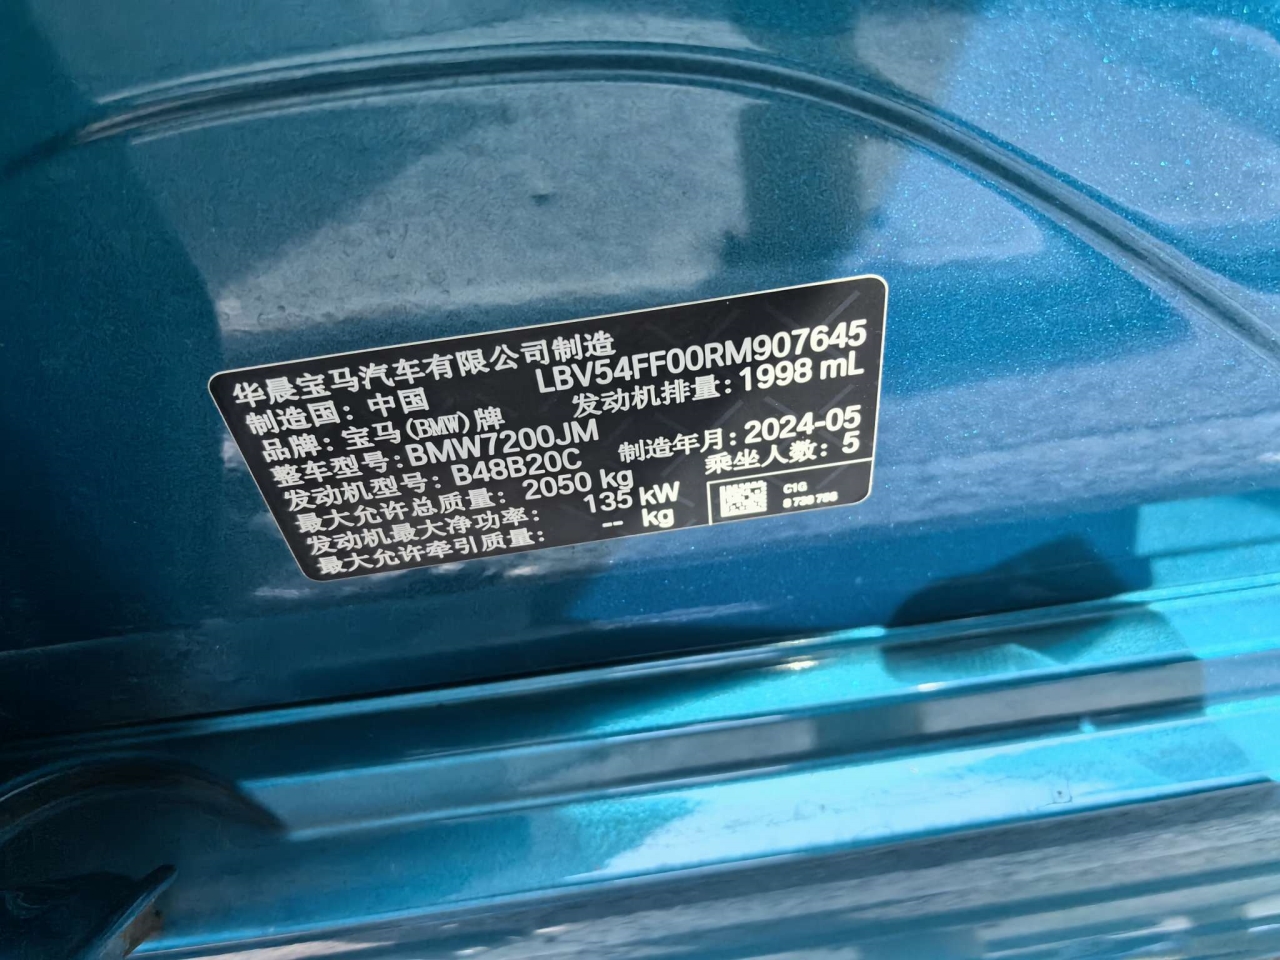 华晨宝马汽车有限公司制造
制造国：中国 LBV54FF00RM907645
品牌：宝马(BMW)牌 发动机排量：1998 mL
整车型号：BMW7200JM
发动机型号：B48B20C 制造年月：2024-05
最大允许总质量：2050 kg 乘坐人数：5
发动机最大净功率：135 kW
最大允许牵引质量：-- kg
C1G